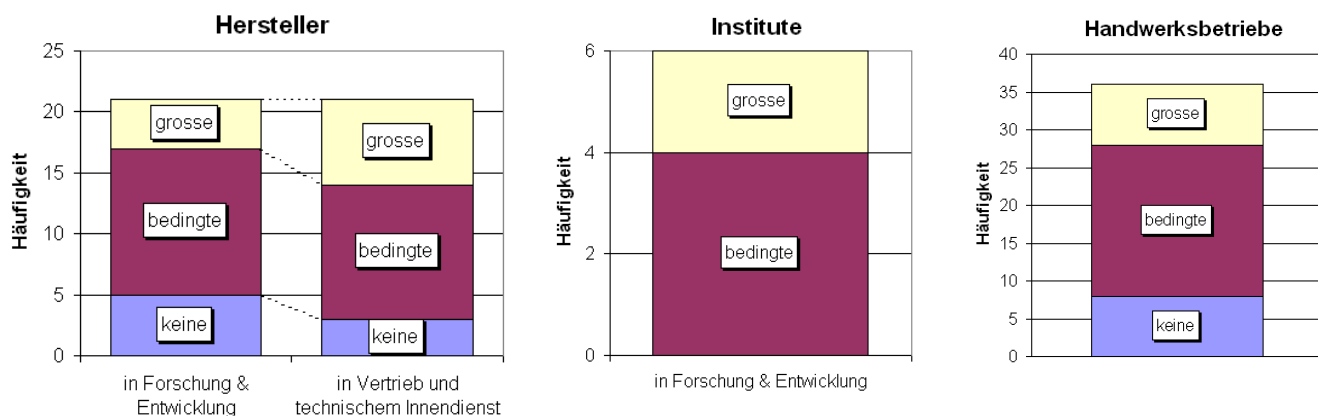 Hersteller
25
20
15
10
5
0
Häufigkeit
grosse
bedingte
keine
grosse
bedingte
keine
in Forschung &
Entwicklung
in Vertrieb und
technischem Innendienst
Institute
6
4
2
0
Häufigkeit
grosse
bedingte
in Forschung & Entwicklung
Handwerksbetriebe
40
35
30
25
20
15
10
5
0
Häufigkeit
grosse
bedingte
keine